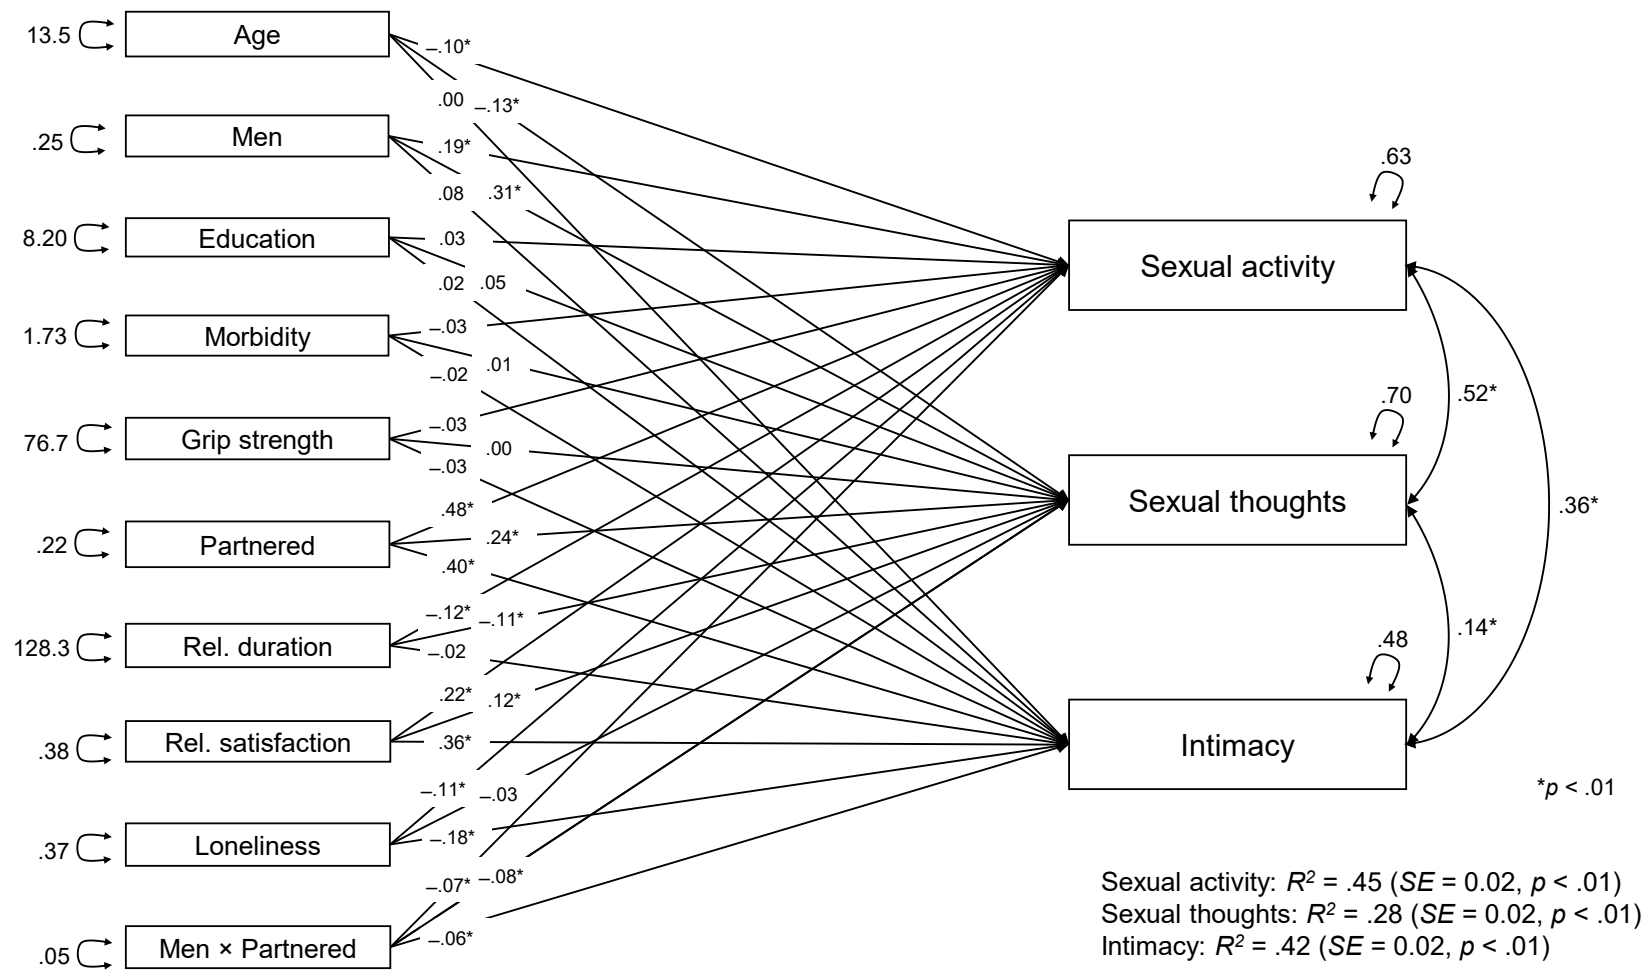 13.5 Age –.10*
.00 –.13*
.25 Men .19*
.08 .31*
8.20 Education .03
.02 .05
1.73 Morbidity –.03
–.02 .01
76.7 Grip strength –.03
.00
–.03
.22 Partnered .48*
.24*
.40*
128.3 Rel. duration –.12*
–.11*
–.02
.38 Rel. satisfaction .22*
.12*
.36*
.37 Loneliness –.11*
–.03
–.18*
.05 Men × Partnered –.07*
–.08*
–.06*
.63
Sexual activity
.52*
.70
Sexual thoughts
.36*
.14*
.48
Intimacy
*p < .01
Sexual activity: R² = .45 (SE = 0.02, p < .01)
Sexual thoughts: R² = .28 (SE = 0.02, p < .01)
Intimacy: R² = .42 (SE = 0.02, p < .01)